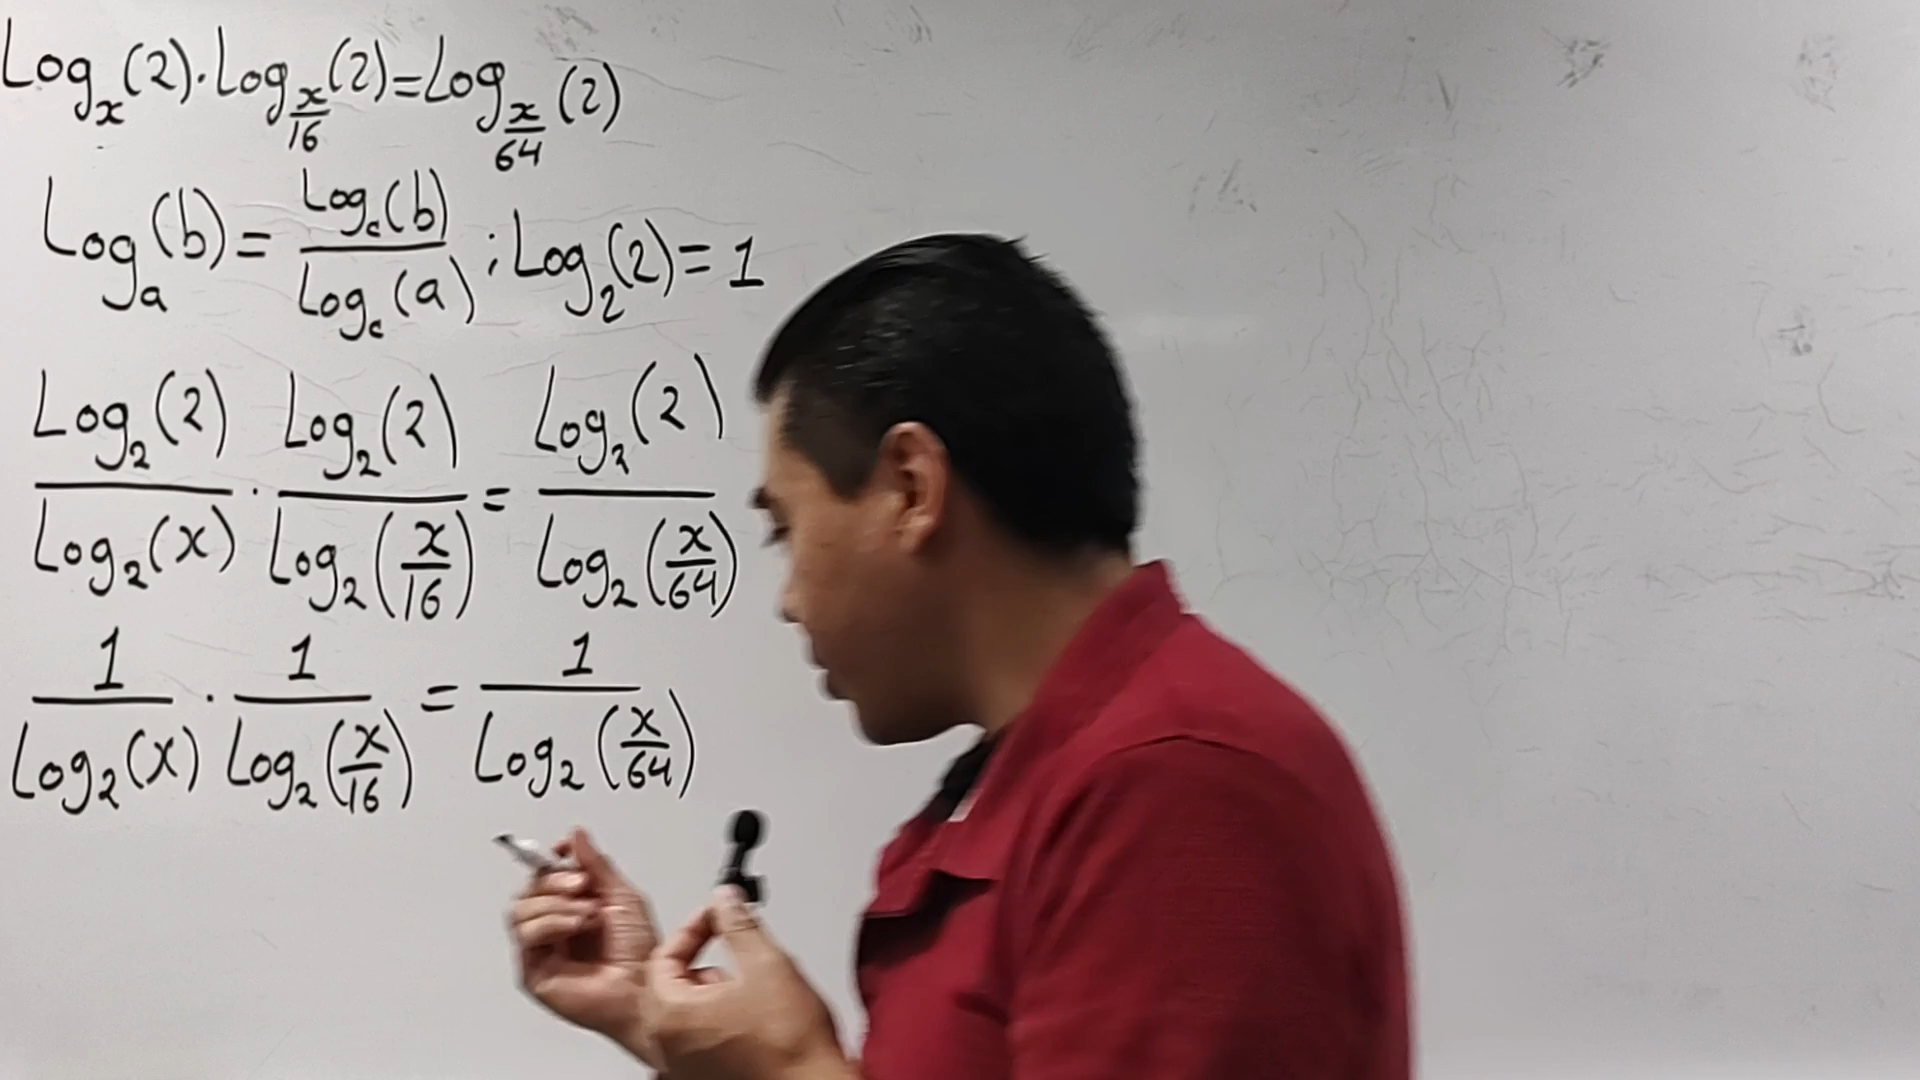 Log_x(2)·Log_{x/16}(2)=Log_{x/64}(2)
Log_a(b)=Log_c(b)/Log_c(a) ; Log_2(2)=1
Log_2(2)/Log_2(x) · Log_2(2)/Log_2(x/16) = Log_2(2)/Log_2(x/64)
1/Log_2(x) · 1/Log_2(x/16) = 1/Log_2(x/64)